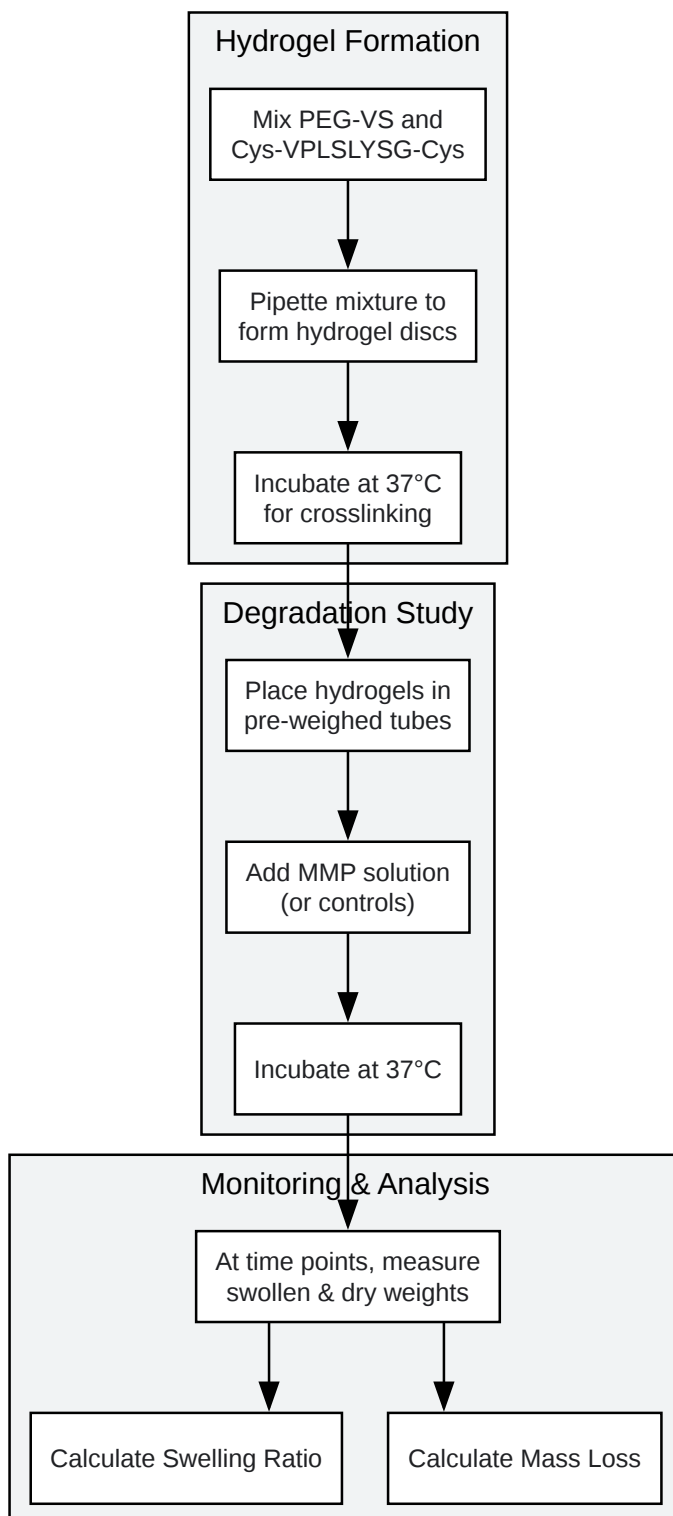 Hydrogel Formation
Mix PEG-VS and
Cys-VPLSLYSG-Cys
Pipette mixture to
form hydrogel discs
Incubate at 37°C
for crosslinking
Degradation Study
Place hydrogels in
pre-weighed tubes
Add MMP solution
(or controls)
Incubate at 37°C
Monitoring & Analysis
At time points, measure
swollen & dry weights
Calculate Swelling Ratio
Calculate Mass Loss